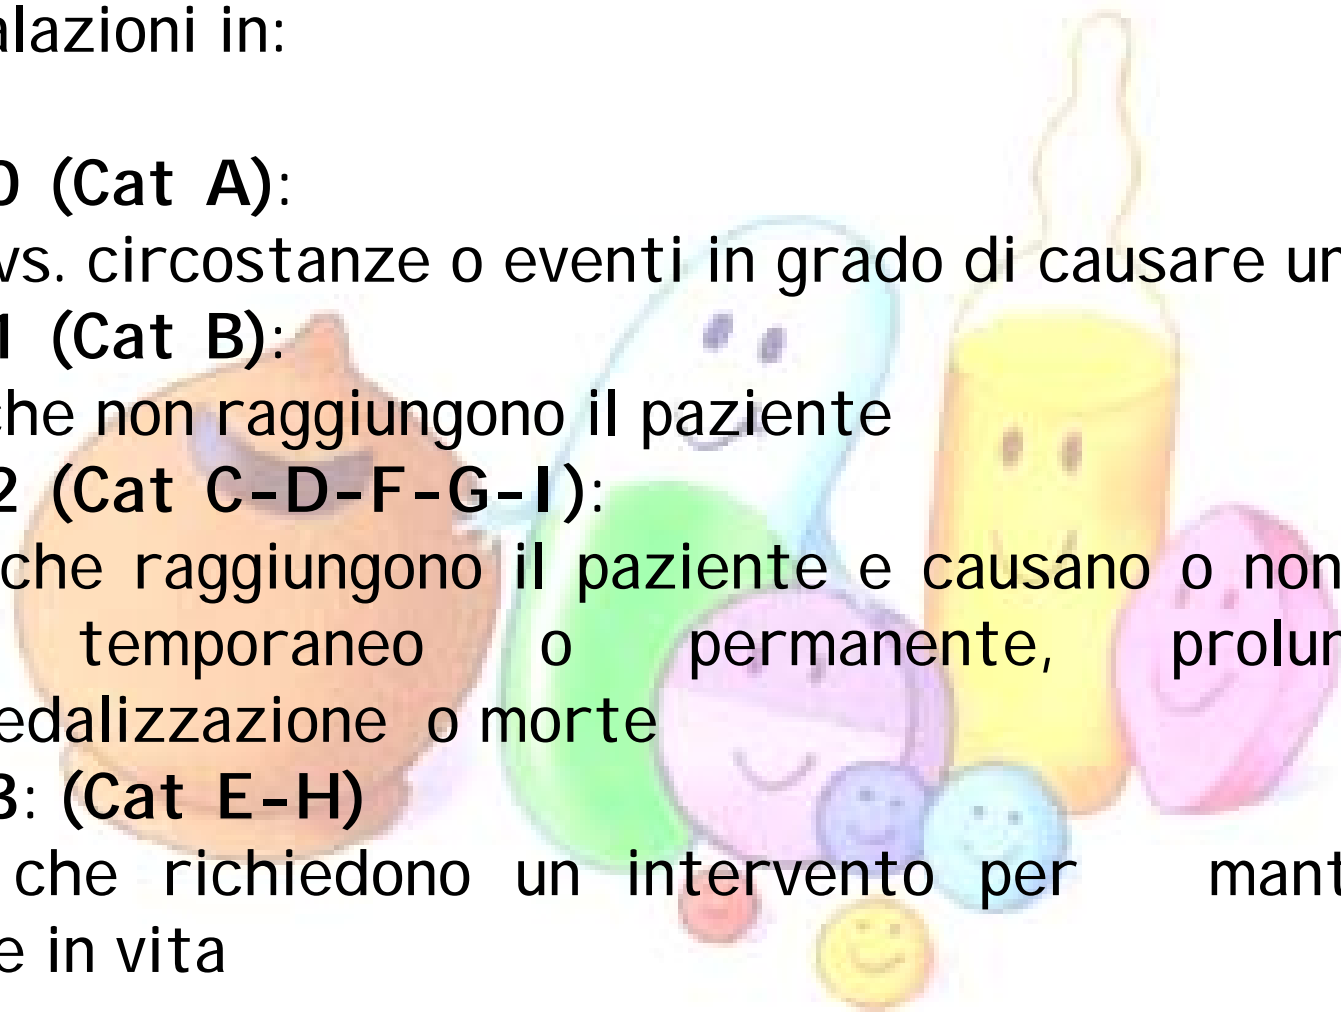 alazioni in:
0 (Cat A):
vs. circostanze o eventi in grado di causare un
1 (Cat B):
che non raggiungono il paziente
2 (Cat C-D-F-G-I):
che raggiungono il paziente e causano o non
temporaneo o permanente, prolun
edalizzazione o morte
3: (Cat E-H)
che richiedono un intervento per mant
e in vita